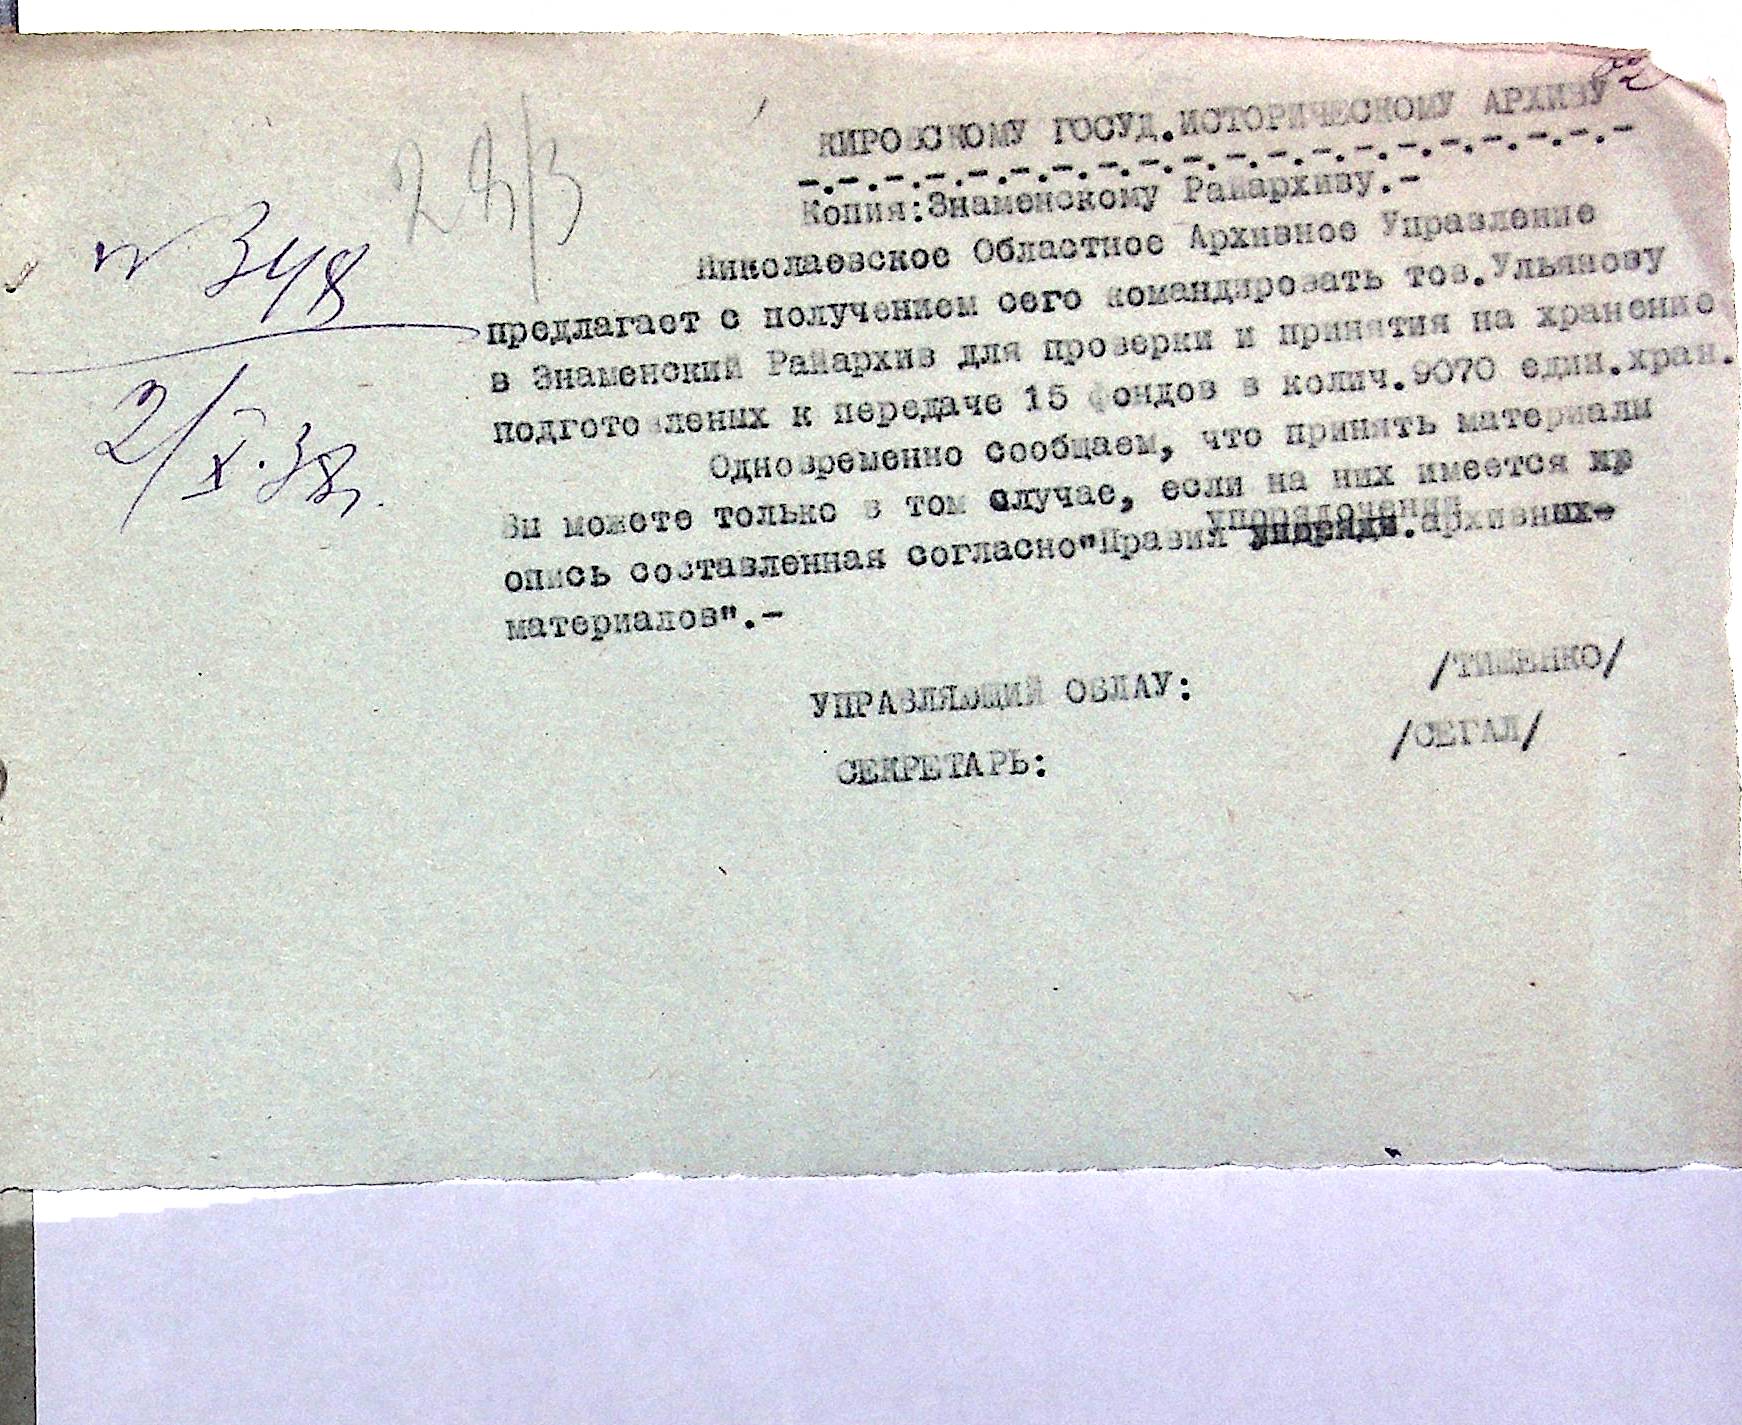 КИРОВСКОМУ ГОСУД.ИСТОРИЧЕСКОМУ АРХИВУ
-.-.-.-.-.-.-.-.-.-.-.-.-.-.-.-.-.-.-.-
Копия:Знаменскому Райархиву.-
Николаевское Областное Архивное Управление
предлагает с получением сего командировать тов.Ульянову
в Знаменский Райархив для проверки и принятия на хранение
подготовленых к передаче 15 фондов в колич.9070 един.хран.
Одновременно сообщаем, что принять материалы
Вы можете только в том случае, если на них имеется
упорядочения
опись составленная согласно"Правил архивных
материалов".-
УПРАВЛЯЮЩИЙ ОБЛАУ: /ТИЩЕНКО/
СЕКРЕТАРЬ: /СЕГАЛ/
№ 348
2/X.38г.